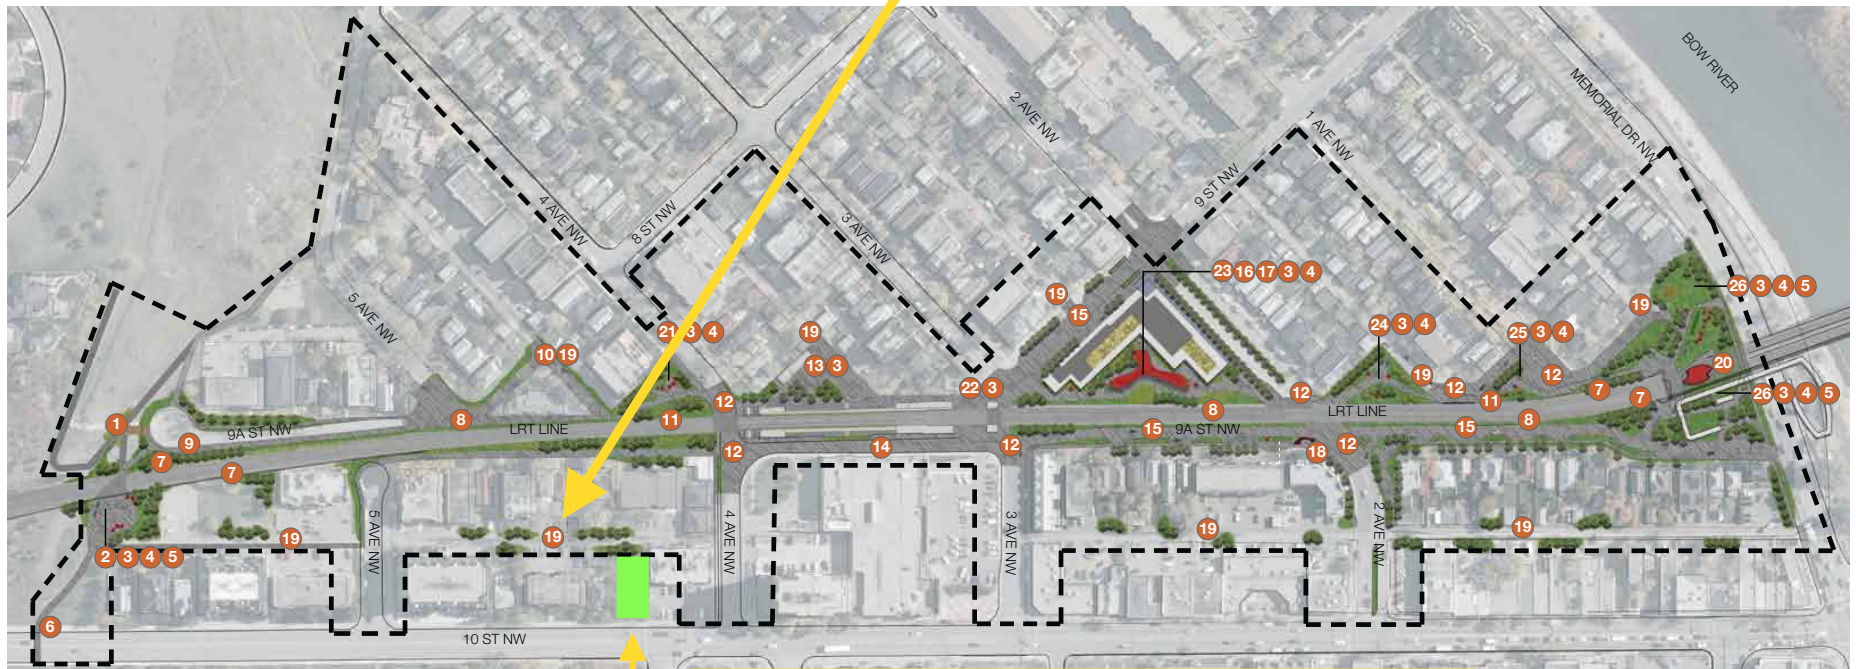 BOW RIVER
MEMORIAL DR NW
2 AVE NW
1 AVE NW
9 ST NW
4 AVE NW
8 ST NW
3 AVE NW
5 AVE NW
23 16 17 3 4
19
15
26 3 4 5
19
21 3 4
19
24 3 4
25 3 4
10 19
13 3
20
22 3
19
12
12
12
7
7
26 3 4 5
12
11
8
1
8
11
LRT LINE
8
9A ST NW
LRT LINE
15
9A ST NW
15
9
7
7
12
14
12
18
12
5 AVE NW
4 AVE NW
3 AVE NW
2 AVE NW
19
19
19
19
2 3 4 5
6
10 ST NW